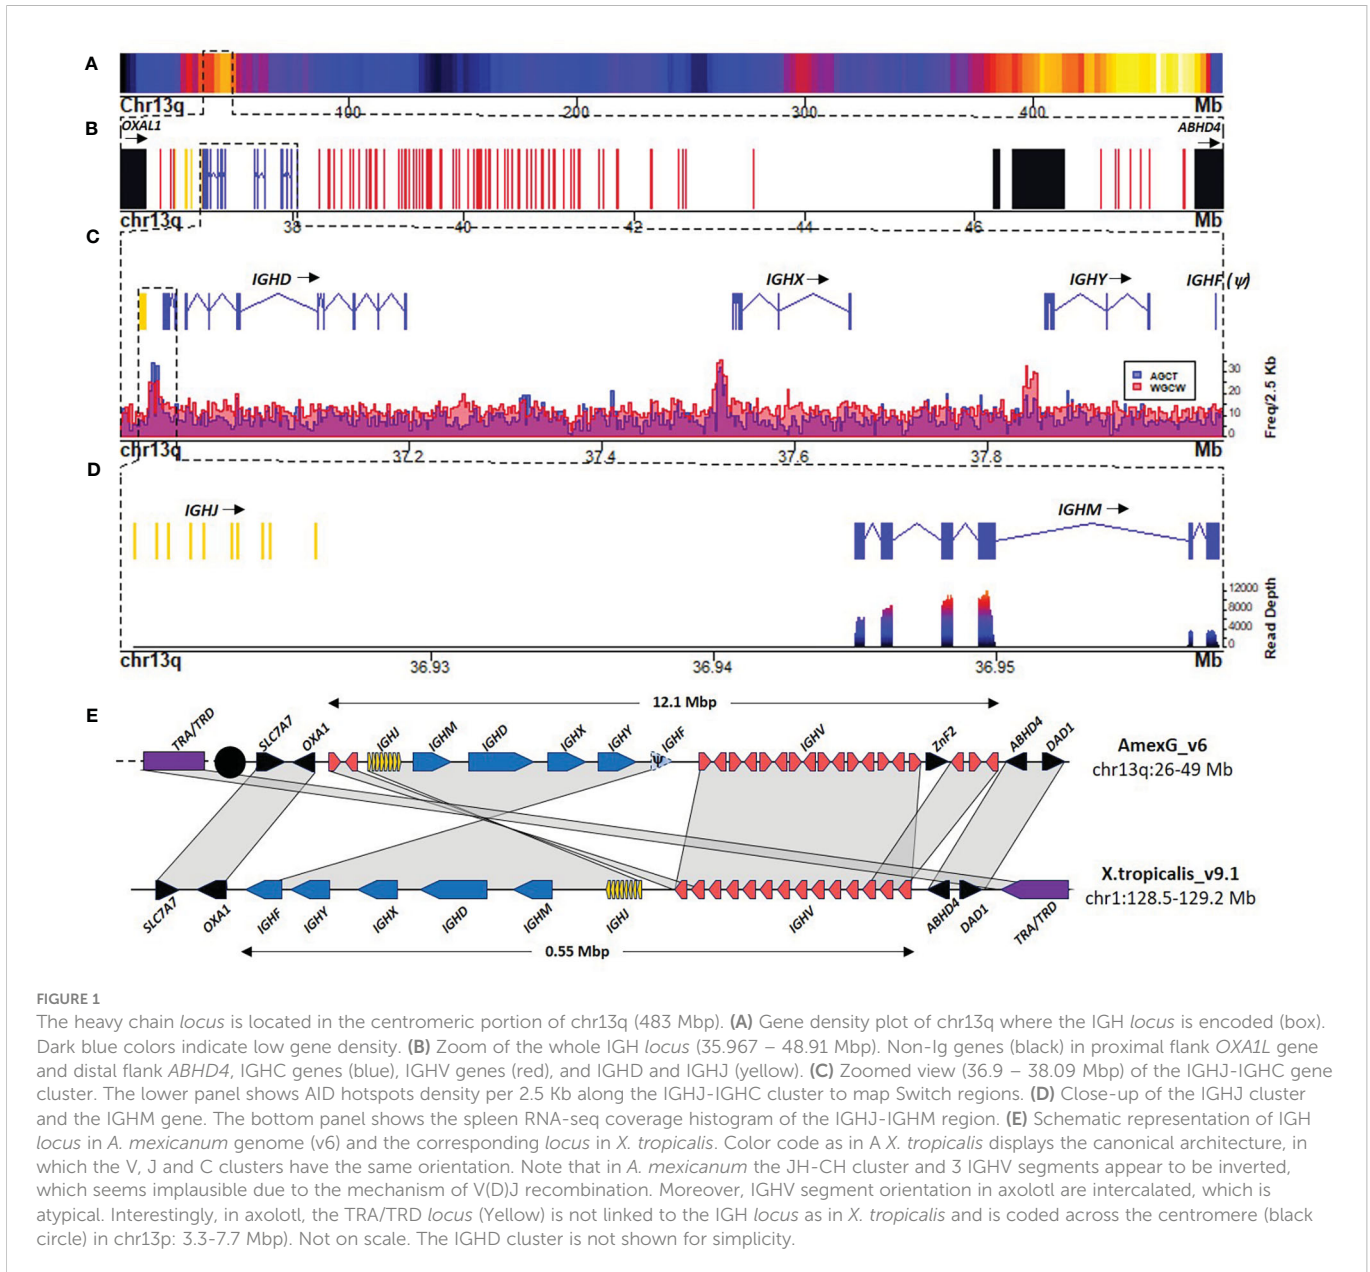 A
Chr13q 100 200 300 400 Mb
B
OXAL1 ABHD4
chr13q 38 40 42 44 46 Mb
C
IGHD IGHX IGHY IGHF (ψ)
AGCT
WGCW
30
20
10
0
Freq/2.5 Kb
chr13q 37.2 37.4 37.6 37.8 Mb
D
IGHJ IGHM
12000
8000
4000
0
Read Depth
chr13q 36.93 36.94 36.95 Mb
E
12.1 Mbp
TRA/TRD SLC7A7 OXA1 IGHJ IGHM IGHD IGHX IGHY IGHF IGHV ZnF2 ABHD4 DAD1
ψ
AmexG_v6
chr13q:26-49 Mb
X.tropicalis_v9.1
chr1:128.5-129.2 Mb
SLC7A7 OXA1 IGHF IGHY IGHX IGHD IGHM IGHJ IGHV ABHD4 DAD1 TRA/TRD
0.55 Mbp
FIGURE 1
The heavy chain locus is located in the centromeric portion of chr13q (483 Mbp). (A) Gene density plot of chr13q where the IGH locus is encoded (box).
Dark blue colors indicate low gene density. (B) Zoom of the whole IGH locus (35.967 – 48.91 Mbp). Non-Ig genes (black) in proximal flank OXA1L gene
and distal flank ABHD4, IGHC genes (blue), IGHV genes (red), and IGHD and IGHJ (yellow). (C) Zoomed view (36.9 – 38.09 Mbp) of the IGHJ-IGHC gene
cluster. The lower panel shows AID hotspots density per 2.5 Kb along the IGHJ-IGHC cluster to map Switch regions. (D) Close-up of the IGHJ cluster
and the IGHM gene. The bottom panel shows the spleen RNA-seq coverage histogram of the IGHJ-IGHM region. (E) Schematic representation of IGH
locus in A. mexicanum genome (v6) and the corresponding locus in X. tropicalis. Color code as in A X. tropicalis displays the canonical architecture, in
which the V, J and C clusters have the same orientation. Note that in A. mexicanum the JH-CH cluster and 3 IGHV segments appear to be inverted,
which seems implausible due to the mechanism of V(D)J recombination. Moreover, IGHV segment orientation in axolotl are intercalated, which is
atypical. Interestingly, in axolotl, the TRA/TRD locus (Yellow) is not linked to the IGH locus as in X. tropicalis and is coded across the centromere (black
circle) in chr13p: 3.3-7.7 Mbp). Not on scale. The IGHD cluster is not shown for simplicity.